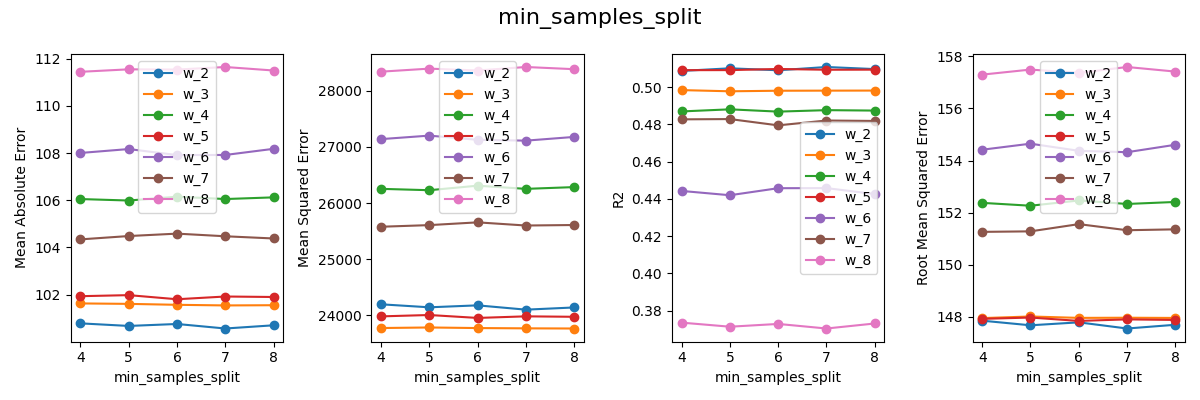 min_samples_split
Mean Absolute Error
112
110
108
106
104
102
w_2
w_3
w_4
w_5
w_6
w_7
w_8
4 5 6 7 8
min_samples_split
Mean Squared Error
28000
27000
26000
25000
24000
w_2
w_3
w_4
w_5
w_6
w_7
w_8
4 5 6 7 8
min_samples_split
R2
0.50
0.48
0.46
0.44
0.42
0.40
0.38
w_2
w_3
w_4
w_5
w_6
w_7
w_8
4 5 6 7 8
min_samples_split
Root Mean Squared Error
158
156
154
152
150
148
w_2
w_3
w_4
w_5
w_6
w_7
w_8
4 5 6 7 8
min_samples_split